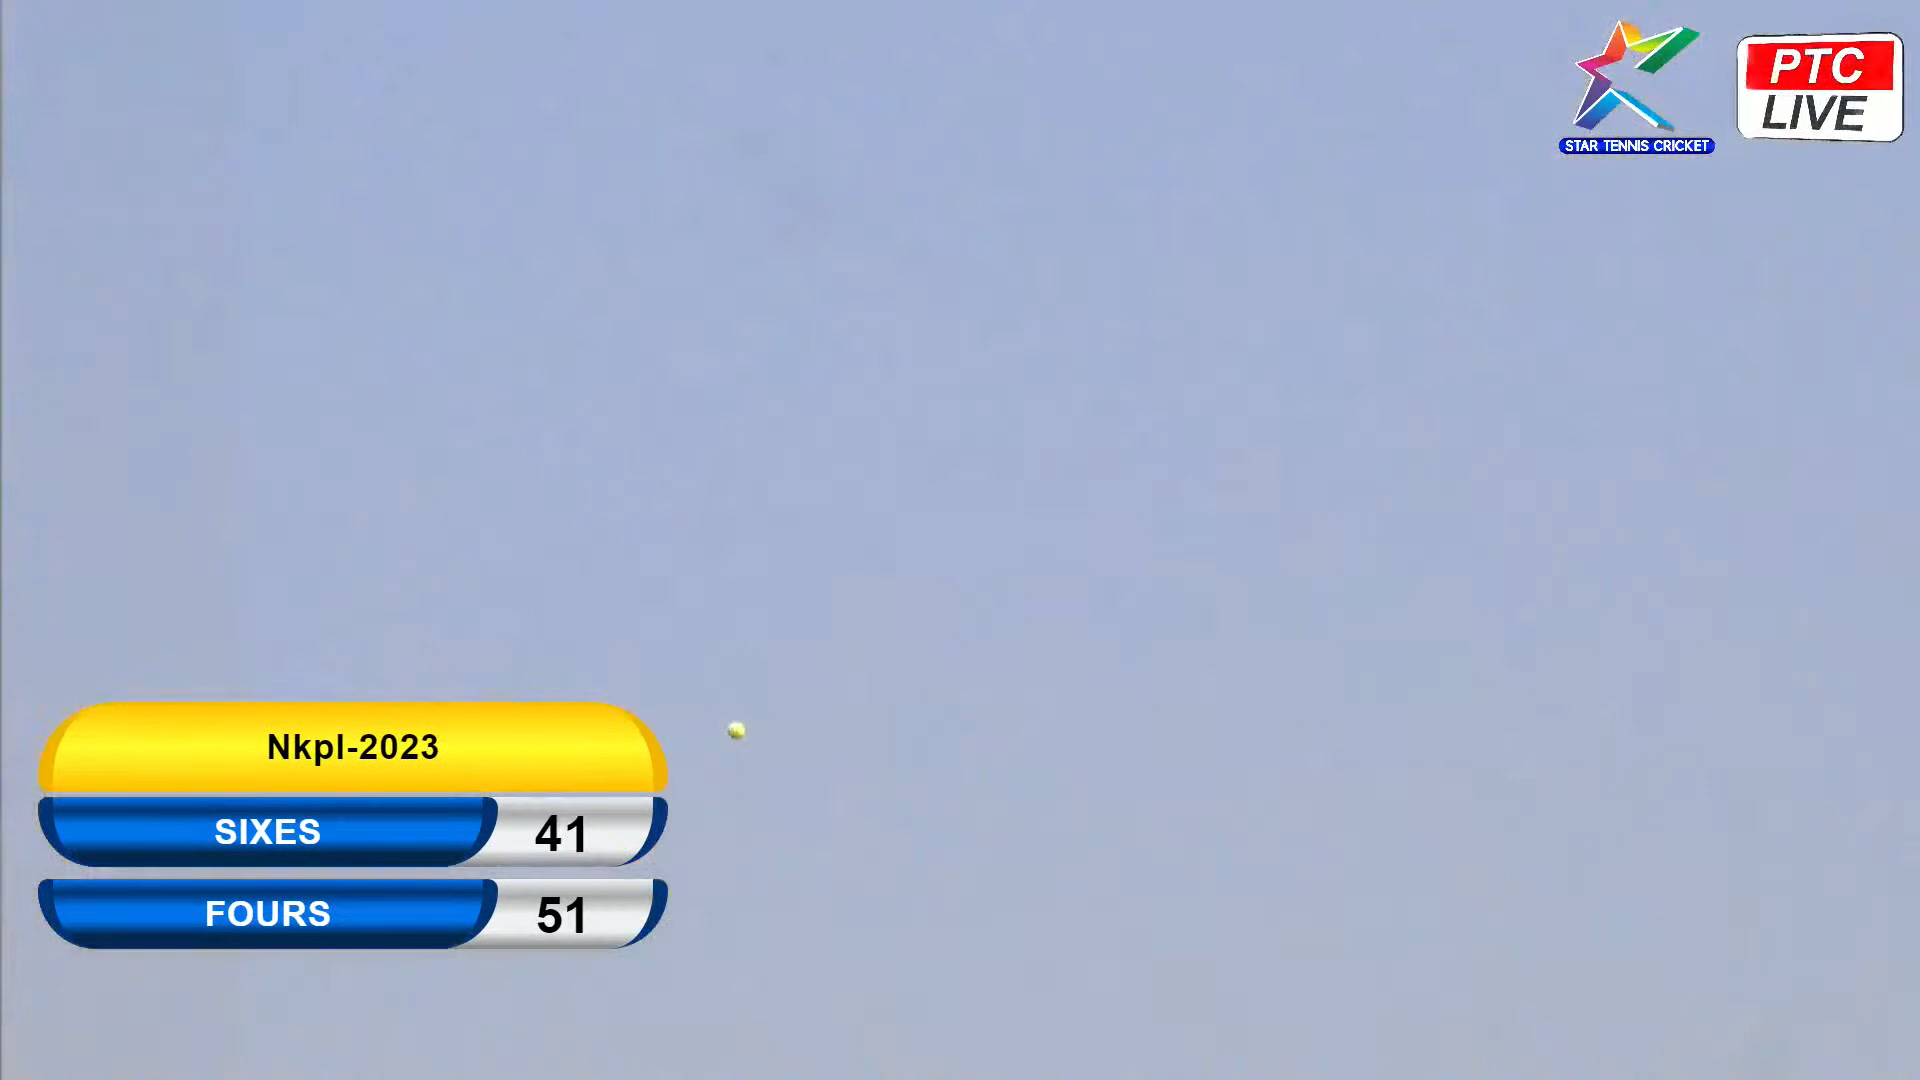 PTC
LIVE
STAR TENNIS CRICKET
Nkpl-2023
SIXES 41
FOURS 51